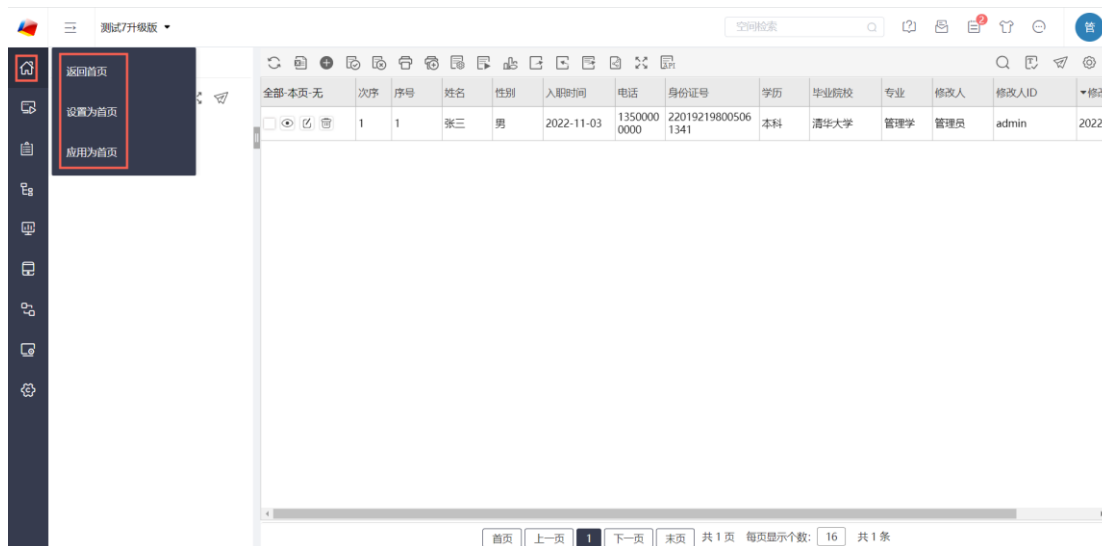 测试7升级版
空间检索
2
管
返回首页
设置为首页
应用为首页
全部-本页-无 次序 序号 姓名 性别 入职时间 电话 身份证号 学历 毕业院校 专业 修改人 修改人ID
1 1 张三 男 2022-11-03 1350000 22019219800506 本科 清华大学 管理学 管理员 admin 2022
0000 1341
首页 上一页 1 下一页 末页 共1页 每页显示个数: 16 共1条